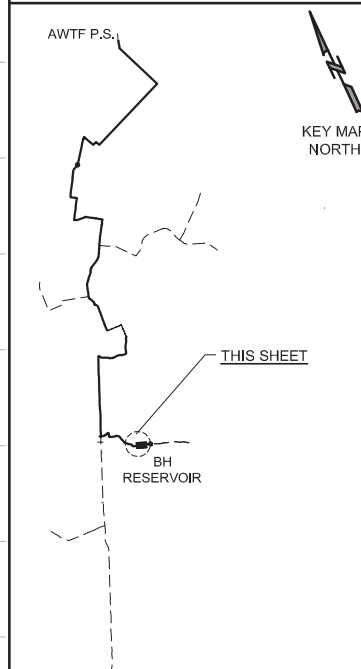 AWTF P.S.
KEY MAP
NORTH
THIS SHEET
BH
RESERVOIR